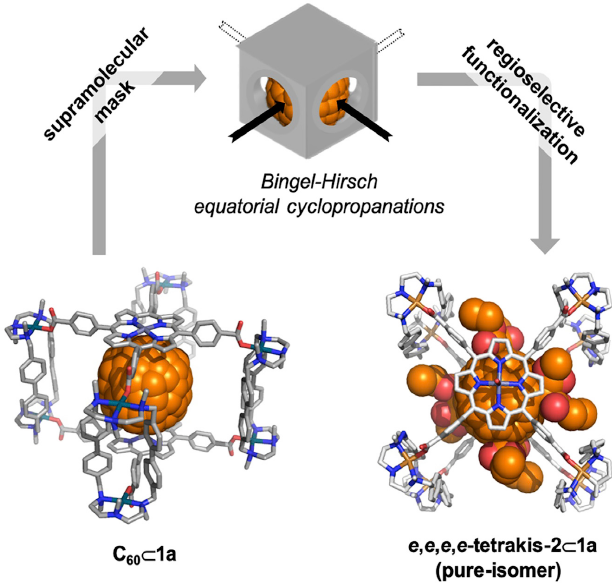 supramolecular
mask
regioselective
functionalization
Bingel-Hirsch
equatorial cyclopropanations
C₆₀⊂1a
e,e,e,e-tetrakis-2⊂1a
(pure-isomer)